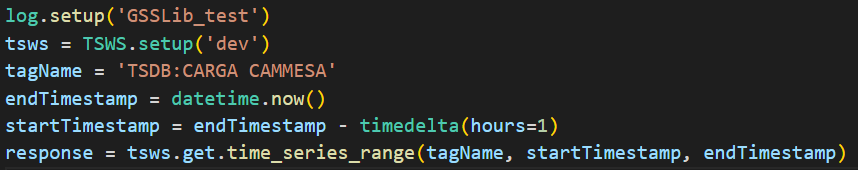 log.setup('GSSLib_test')
tsws = TSWS.setup('dev')
tagName = 'TSDB:CARGA CAMMESA'
endTimestamp = datetime.now()
startTimestamp = endTimestamp - timedelta(hours=1)
response = tsws.get.time_series_range(tagName, startTimestamp, endTimestamp)